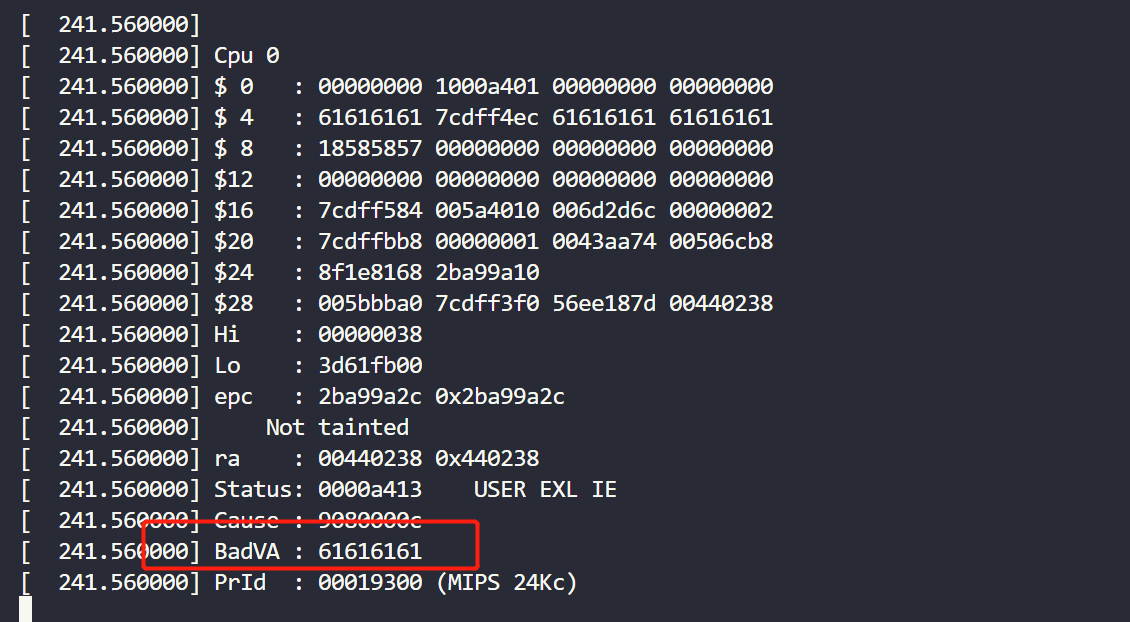 [  241.560000]
[  241.560000] Cpu 0
[  241.560000] $ 0   : 00000000 1000a401 00000000 00000000
[  241.560000] $ 4   : 61616161 7cdff4ec 61616161 61616161
[  241.560000] $ 8   : 18585857 00000000 00000000 00000000
[  241.560000] $12   : 00000000 00000000 00000000 00000000
[  241.560000] $16   : 7cdff584 005a4010 006d2d6c 00000002
[  241.560000] $20   : 7cdffbb8 00000001 0043aa74 00506cb8
[  241.560000] $24   : 8f1e8168 2ba99a10
[  241.560000] $28   : 005bbba0 7cdff3f0 56ee187d 00440238
[  241.560000] Hi    : 00000038
[  241.560000] Lo    : 3d61fb00
[  241.560000] epc   : 2ba99a2c 0x2ba99a2c
[  241.560000]     Not tainted
[  241.560000] ra    : 00440238 0x440238
[  241.560000] Status: 0000a413    USER EXL IE
[  241.560000] Cause : 9080000c
[  241.560000] BadVA : 61616161
[  241.560000] PrId  : 00019300 (MIPS 24Kc)